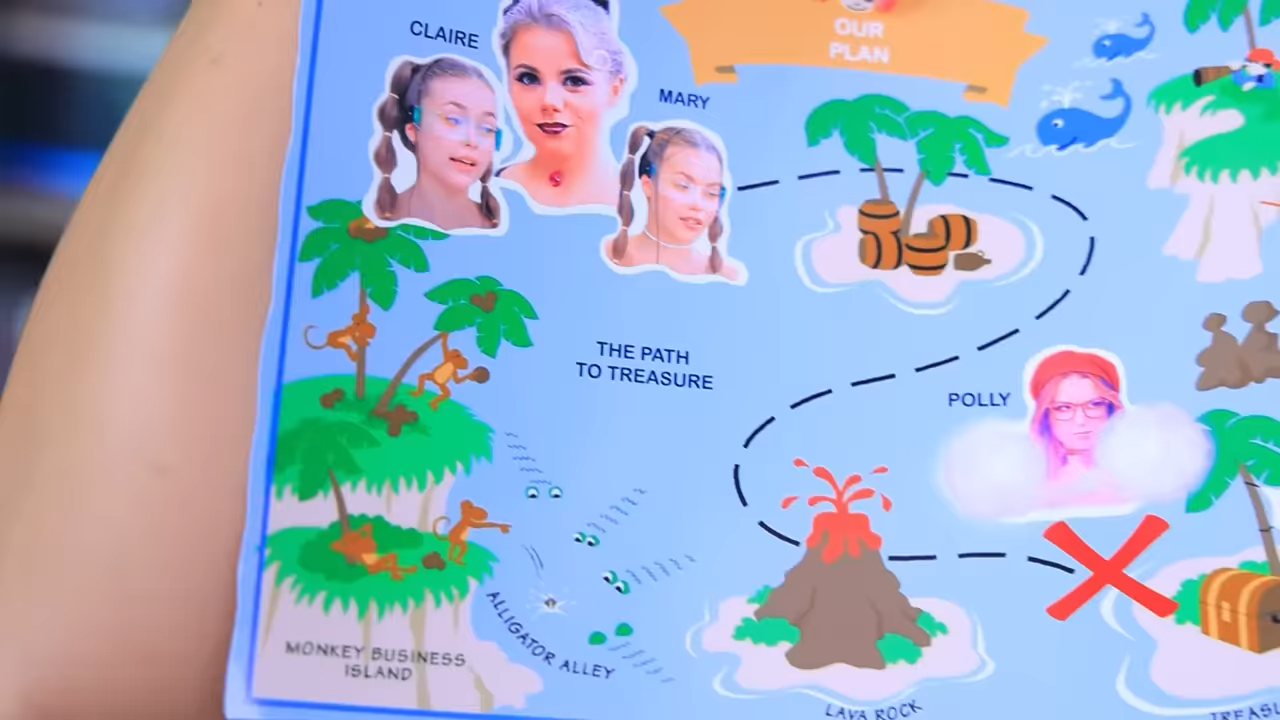 CLAIRE
OUR
PLAN
MARY
THE PATH
TO TREASURE
POLLY
ALLIGATOR ALLEY
MONKEY BUSINESS
ISLAND
LAVA ROCK